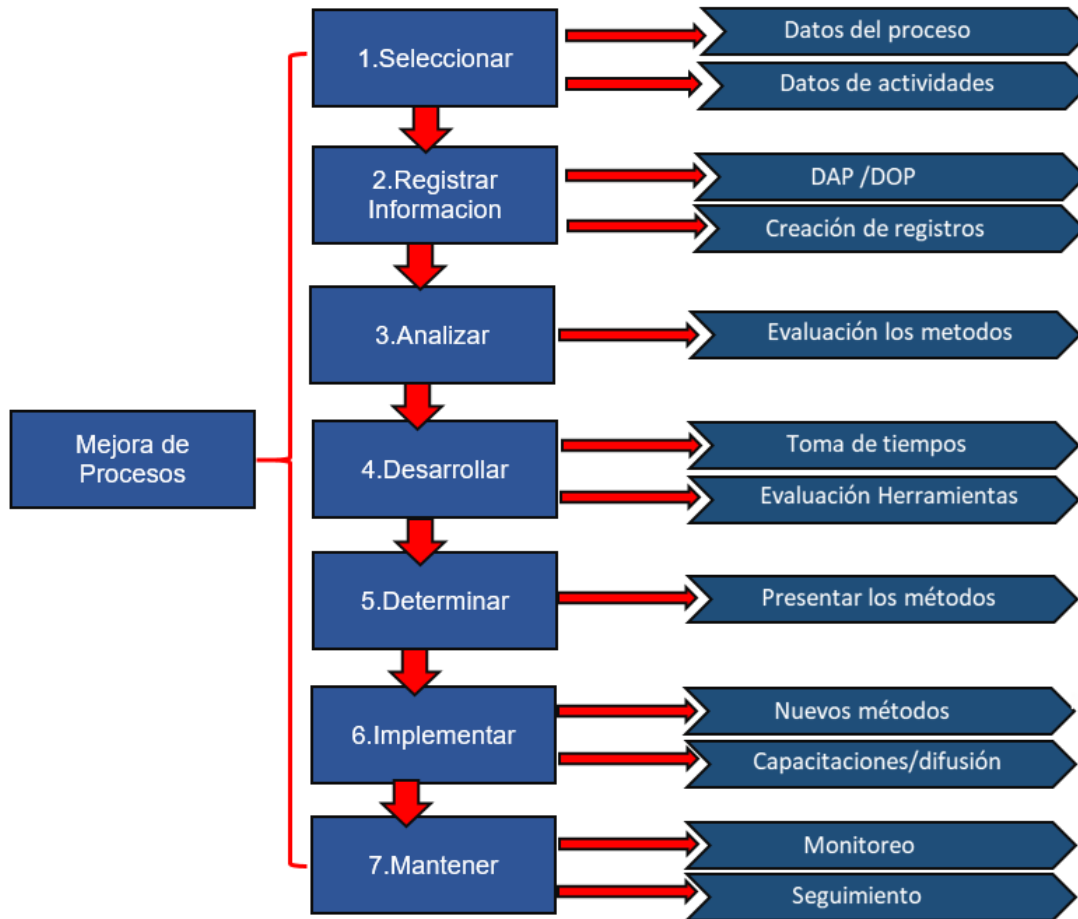 1.Seleccionar
Datos del proceso
Datos de actividades
2.Registrar
Informacion
DAP /DOP
Creación de registros
3.Analizar
Evaluación los metodos
Mejora de
Procesos
4.Desarrollar
Toma de tiempos
Evaluación Herramientas
5.Determinar
Presentar los métodos
6.Implementar
Nuevos métodos
Capacitaciones/difusión
7.Mantener
Monitoreo
Seguimiento